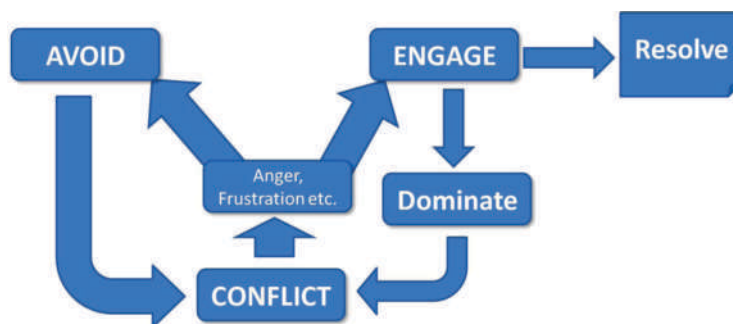 AVOID
ENGAGE
Resolve
Anger,
Frustration etc.
Dominate
CONFLICT